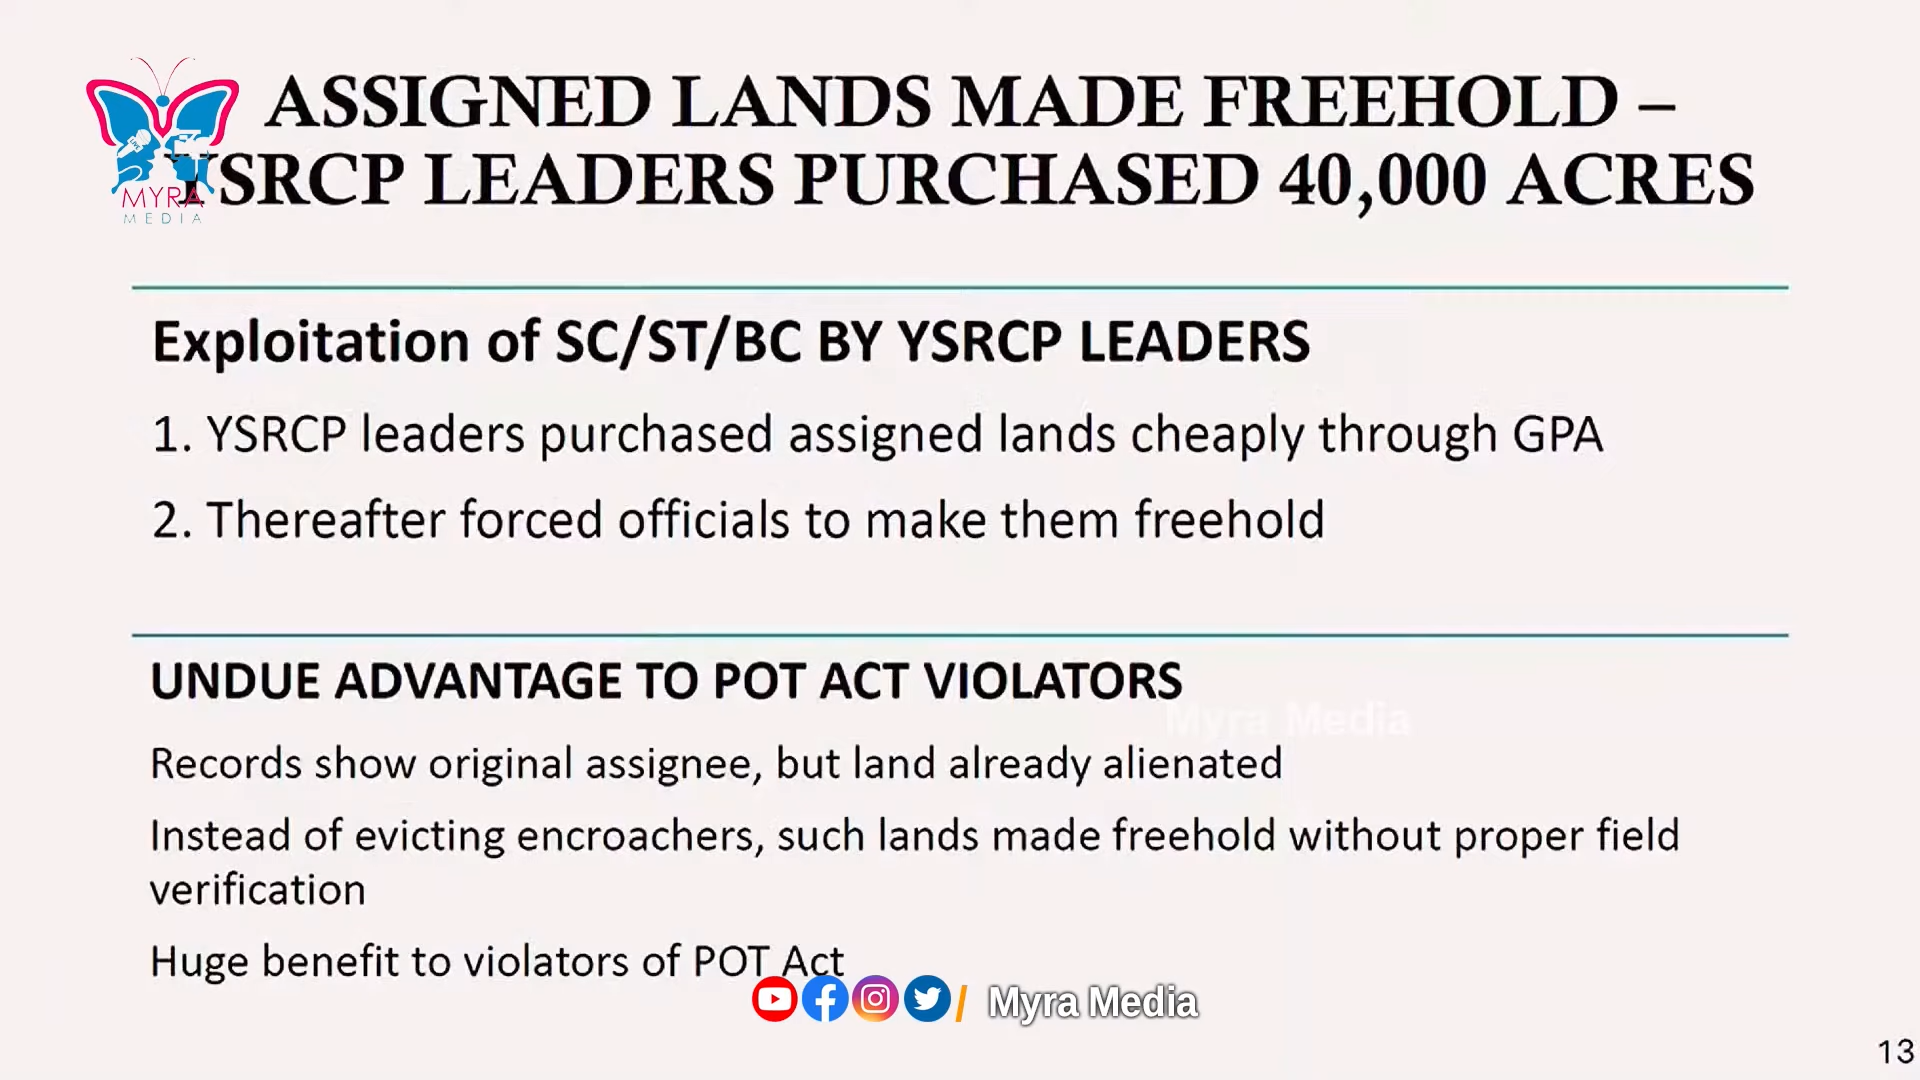 ASSIGNED LANDS MADE FREEHOLD –
YSRCP LEADERS PURCHASED 40,000 ACRES
MYRA
MEDIA
Exploitation of SC/ST/BC BY YSRCP LEADERS
1. YSRCP leaders purchased assigned lands cheaply through GPA
2. Thereafter forced officials to make them freehold
UNDUE ADVANTAGE TO POT ACT VIOLATORS
Myra Media
Records show original assignee, but land already alienated
Instead of evicting encroachers, such lands made freehold without proper field
verification
Huge benefit to violators of POT Act
/ Myra Media
13